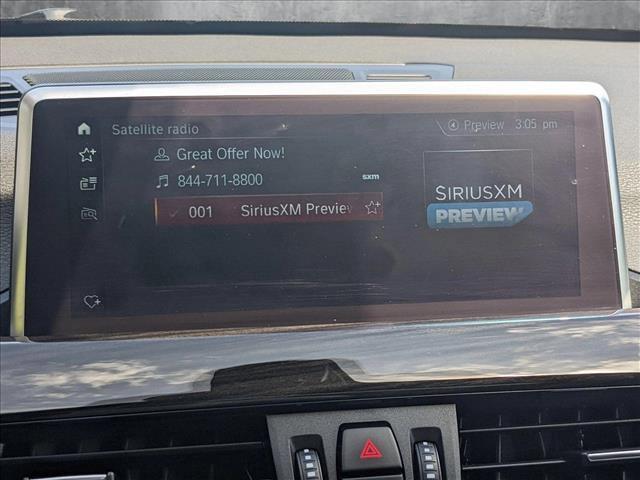 Satellite radio
Preview 3:05 pm
Great Offer Now!
844-711-8800
sxm
001 SiriusXM Preview
SIRIUSXM
PREVIEW